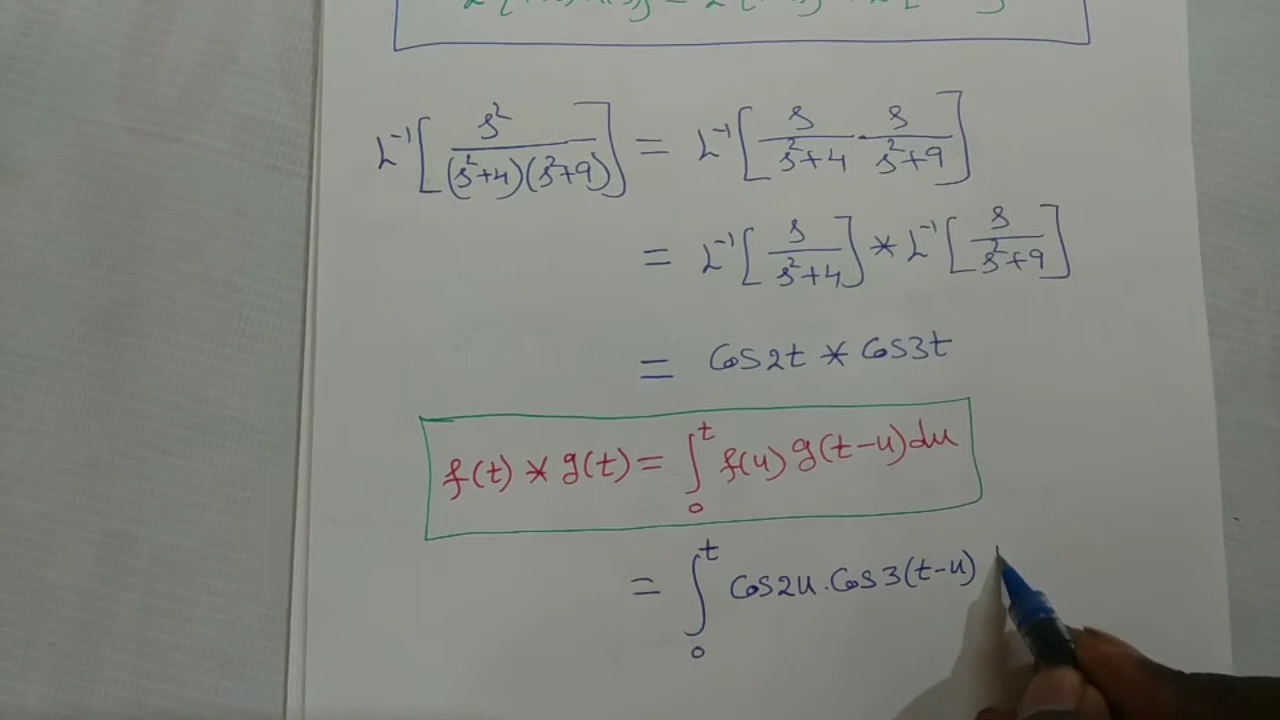 L⁻¹[s²/((s²+4)(s²+9))] = L⁻¹[s/(s²+4) · s/(s²+9)]
= L⁻¹[s/(s²+4)] * L⁻¹[s/(s²+9)]
= Cos2t * Cos3t
f(t) * g(t) = ∫₀ᵗ f(u) g(t-u) du
= ∫₀ᵗ Cos2u. Cos3(t-u)